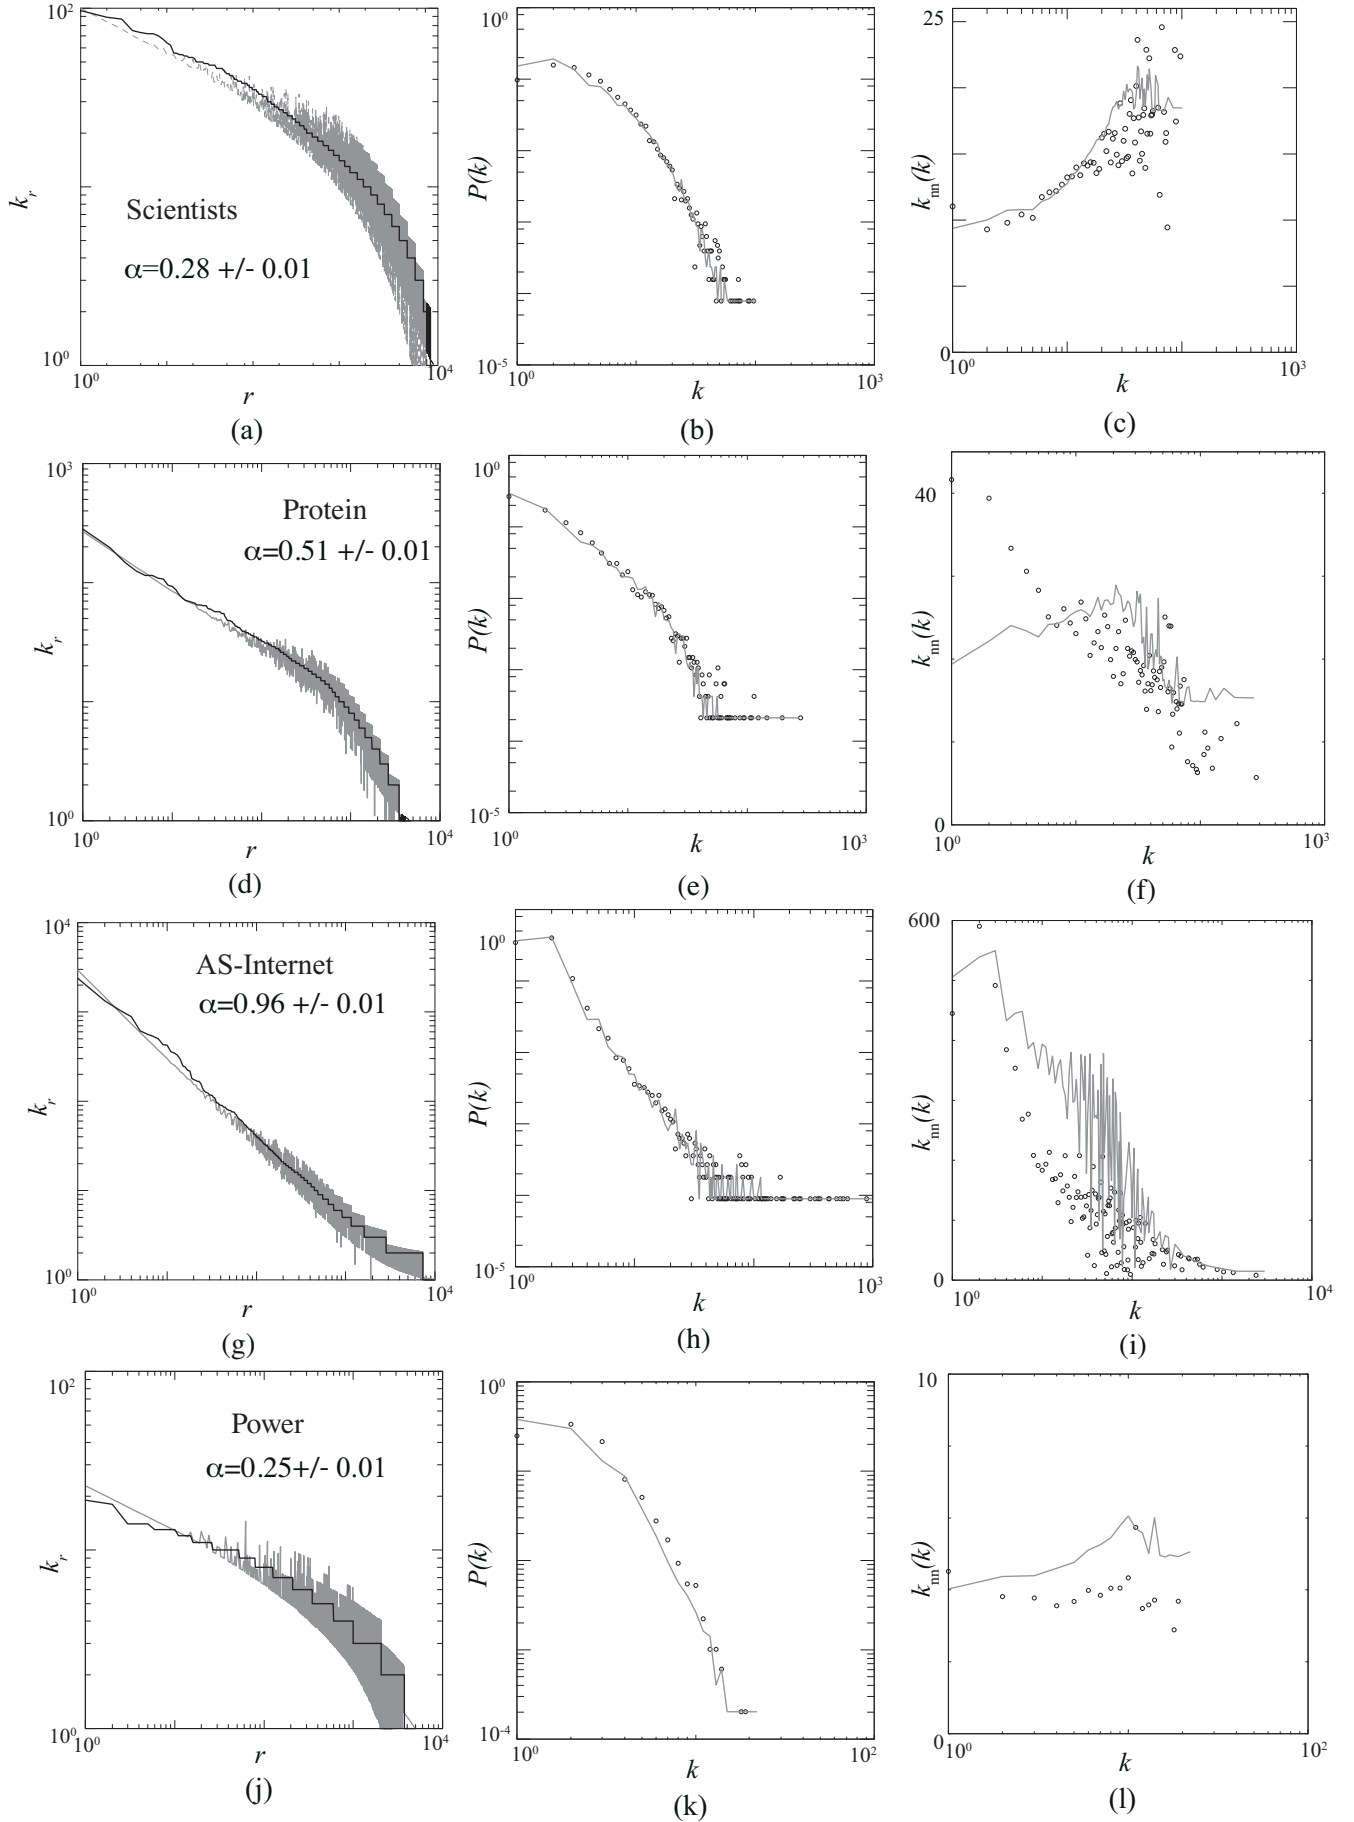 10² k_r Scientists α=0.28 +/- 0.01 10⁰ 10⁰ r 10⁴ (a)
10⁰ P(k) 10⁻⁵ 10⁰ k 10³ (b)
25 k_nn(k) 0 10⁰ k 10³ (c)
10³ k_r Protein α=0.51 +/- 0.01 10⁰ 10⁰ r 10⁴ (d)
10⁰ P(k) 10⁻⁵ 10⁰ k 10³ (e)
40 k_nn(k) 0 10⁰ k 10³ (f)
10⁴ k_r AS-Internet α=0.96 +/- 0.01 10⁰ 10⁰ r 10⁴ (g)
10⁰ P(k) 10⁻⁵ 10⁰ k 10³ (h)
600 k_nn(k) 0 10⁰ k 10⁴ (i)
10² k_r Power α=0.25+/- 0.01 10⁰ 10⁰ r 10⁴ (j)
10⁰ P(k) 10⁻⁴ 10⁰ k 10² (k)
10 k_nn(k) 0 10⁰ k 10² (l)